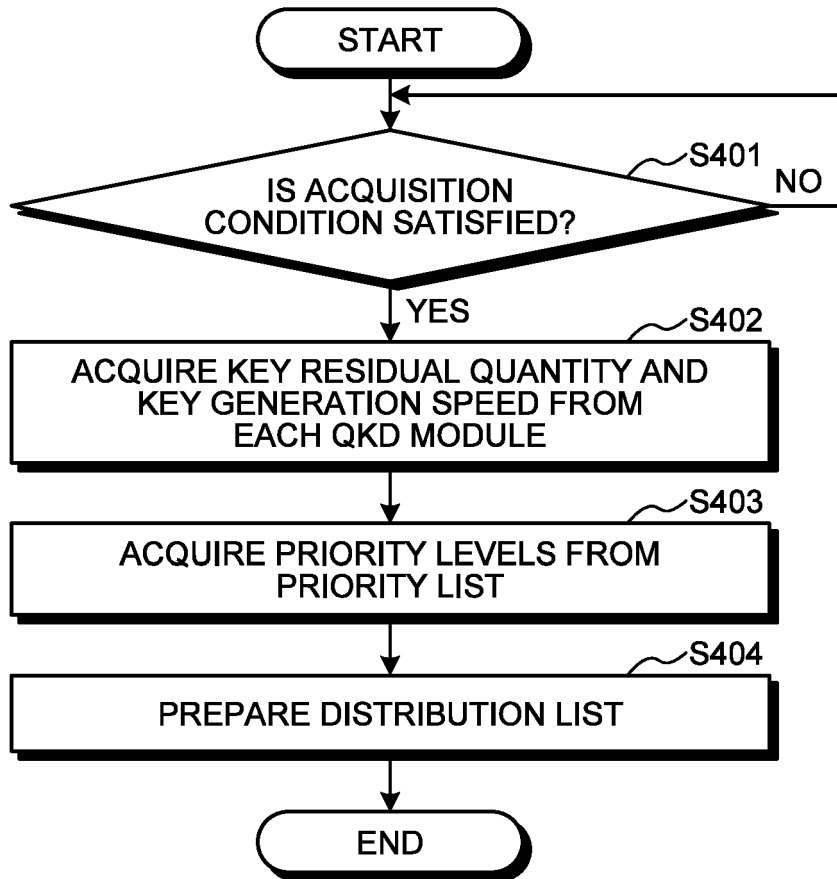 START
S401
IS ACQUISITION
CONDITION SATISFIED?
NO
YES
S402
ACQUIRE KEY RESIDUAL QUANTITY AND
KEY GENERATION SPEED FROM
EACH QKD MODULE
S403
ACQUIRE PRIORITY LEVELS FROM
PRIORITY LIST
S404
PREPARE DISTRIBUTION LIST
END